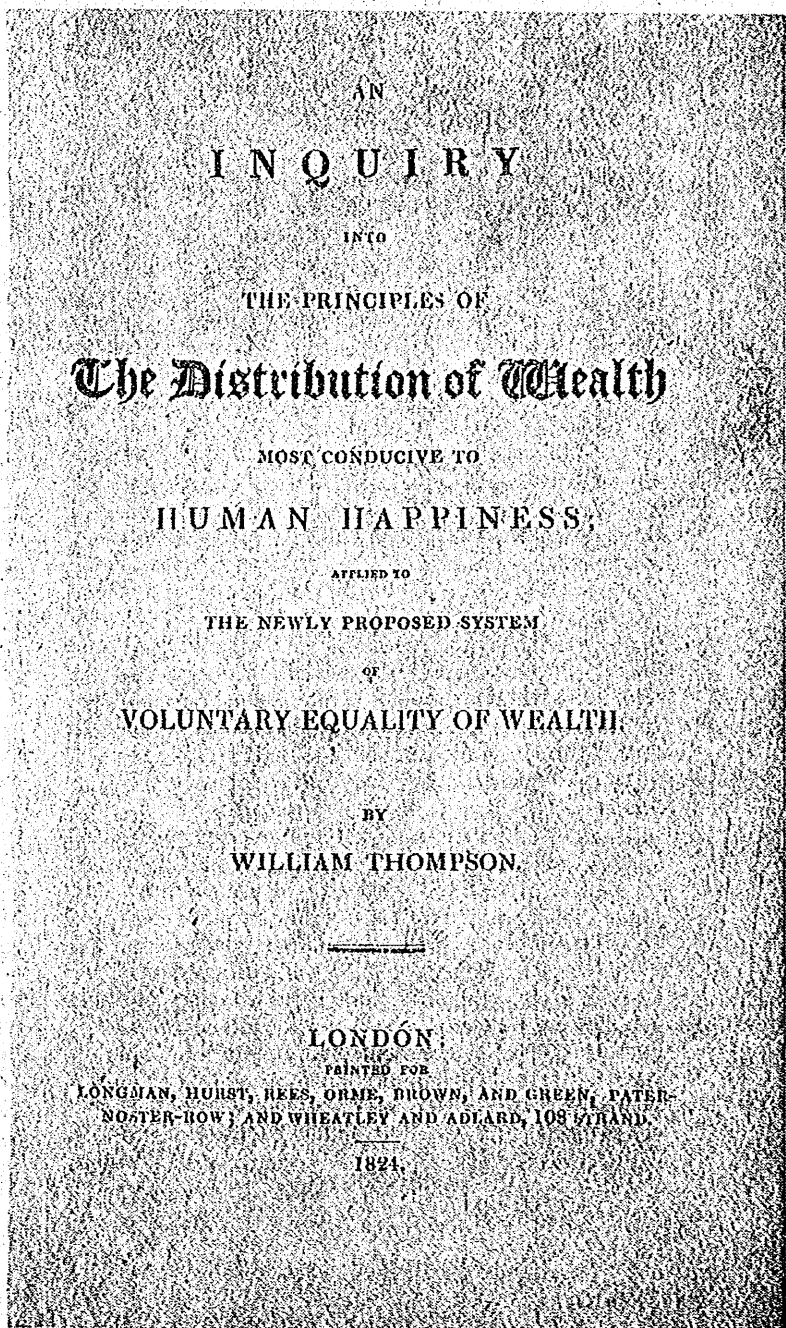 AN
INQUIRY
INTO
THE PRINCIPLES OF
The Distribution of Wealth
MOST CONDUCIVE TO
HUMAN HAPPINESS;
APPLIED TO
THE NEWLY PROPOSED SYSTEM
OF
VOLUNTARY EQUALITY OF WEALTH.
BY
WILLIAM THOMPSON.
LONDON:
PRINTED FOR
LONGMAN, HURST, REES, ORME, BROWN, AND GREEN, PATER-
NOSTER-ROW; AND WHEATLEY AND ADLARD, 108 STRAND.
1824.